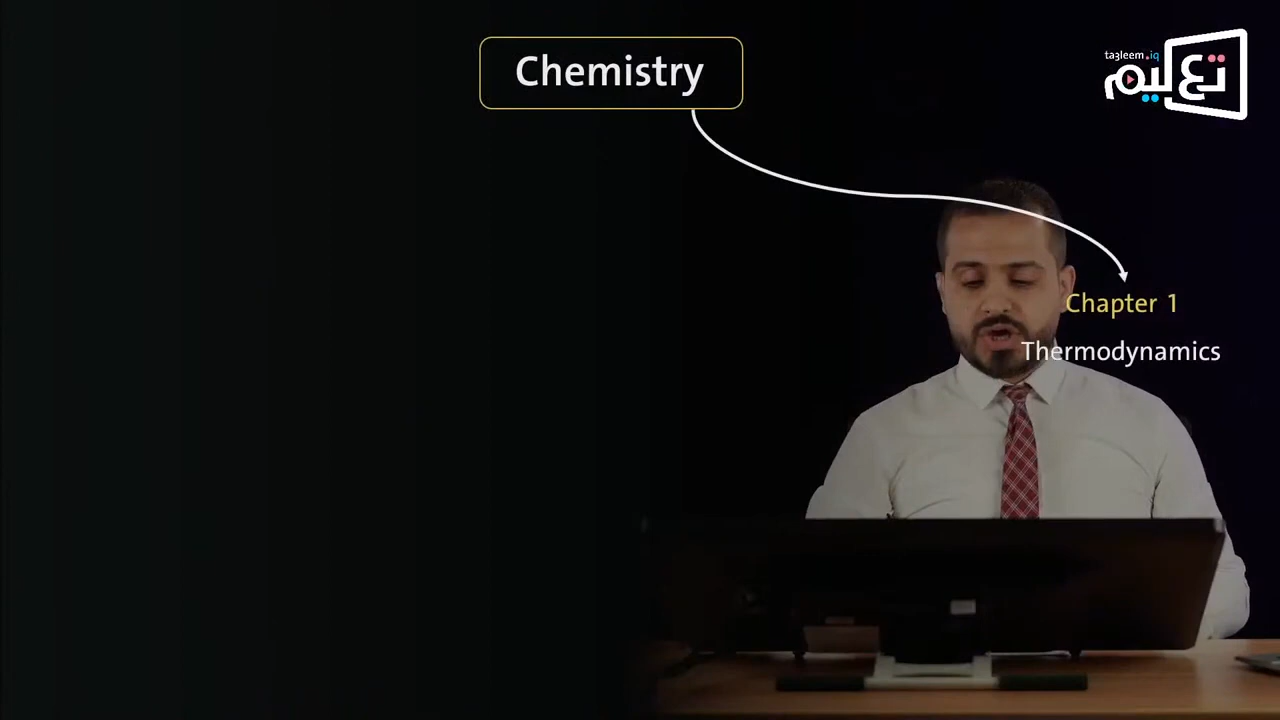 Chemistry
ta3leem.iq
تعليم
Chapter 1
Thermodynamics